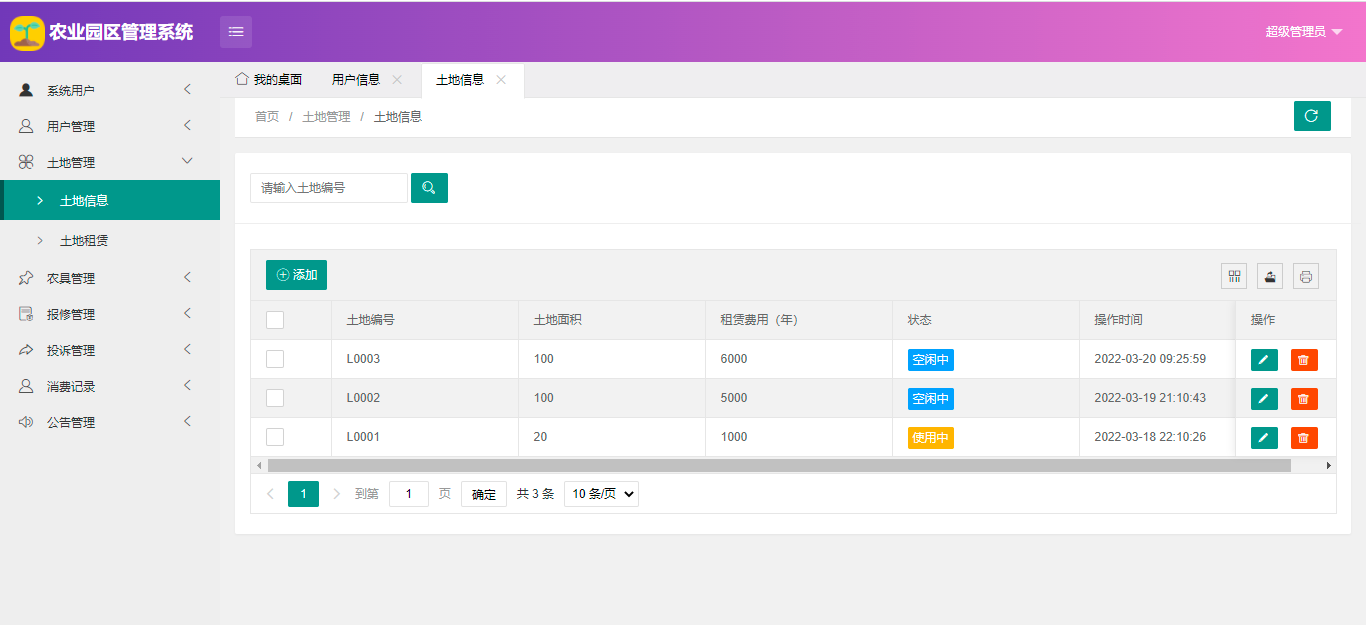 农业园区管理系统
超级管理员
系统用户
用户管理
土地管理
土地信息
土地租赁
农具管理
报修管理
投诉管理
消费记录
公告管理
我的桌面 用户信息 土地信息
首页 / 土地管理 / 土地信息
请输入土地编号
添加
土地编号 土地面积 租赁费用（年） 状态 操作时间 操作
L0003 100 6000 空闲中 2022-03-20 09:25:59
L0002 100 5000 空闲中 2022-03-19 21:10:43
L0001 20 1000 使用中 2022-03-18 22:10:26
1 到第 1 页 确定 共 3 条 10 条/页